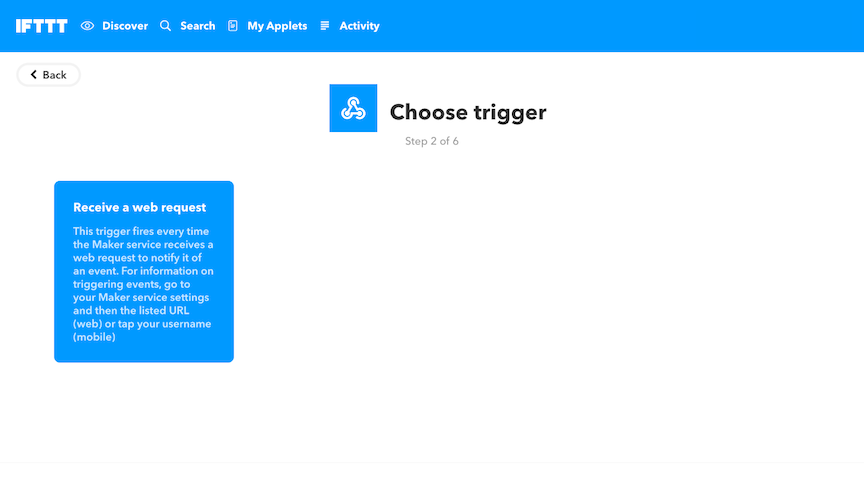 IFTTT Discover Search My Applets Activity
Back
Choose trigger
Step 2 of 6
Receive a web request
This trigger fires every time
the Maker service receives a
web request to notify it of
an event. For information on
triggering events, go to
your Maker service settings
and then the listed URL
(web) or tap your username
(mobile)